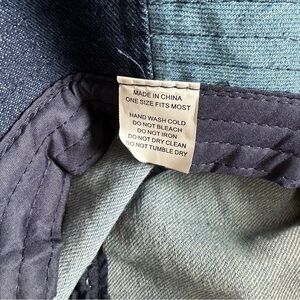 MADE IN CHINA
ONE SIZE FITS MOST
HAND WASH COLD
DO NOT BLEACH
DO NOT IRON
DO NOT DRY CLEAN
DO NOT TUMBLE DRY